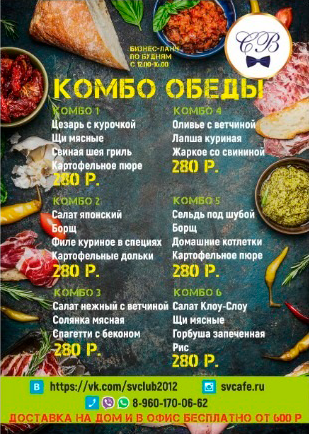 СВ
БИЗНЕС-ЛАНЧ
ПО БУДНЯМ
С 12.00-16.00
КОМБО ОБЕДЫ
КОМБО 1
Цезарь с курочкой
Щи мясные
Свиная шея гриль
Картофельное пюре
280 Р.
КОМБО 2
Салат японский
Борщ
Филе куриное в специях
Картофельные дольки
280 Р.
КОМБО 3
Салат нежный с ветчиной
Солянка мясная
Спагетти с беконом
280 Р.
КОМБО 4
Оливье с ветчиной
Лапша куриная
Жаркое со свининой
280 Р.
КОМБО 5
Сельдь под шубой
Борщ
Домашние котлетки
Картофельное пюре
280 Р.
КОМБО 6
Салат Клоу-Слоу
Щи мясные
Горбуша запеченная
Рис
280 Р.
https://vk.com/svclub2012 svcafe.ru
8-960-170-06-62
ДОСТАВКА НА ДОМ И В ОФИС БЕСПЛАТНО ОТ 600 Р